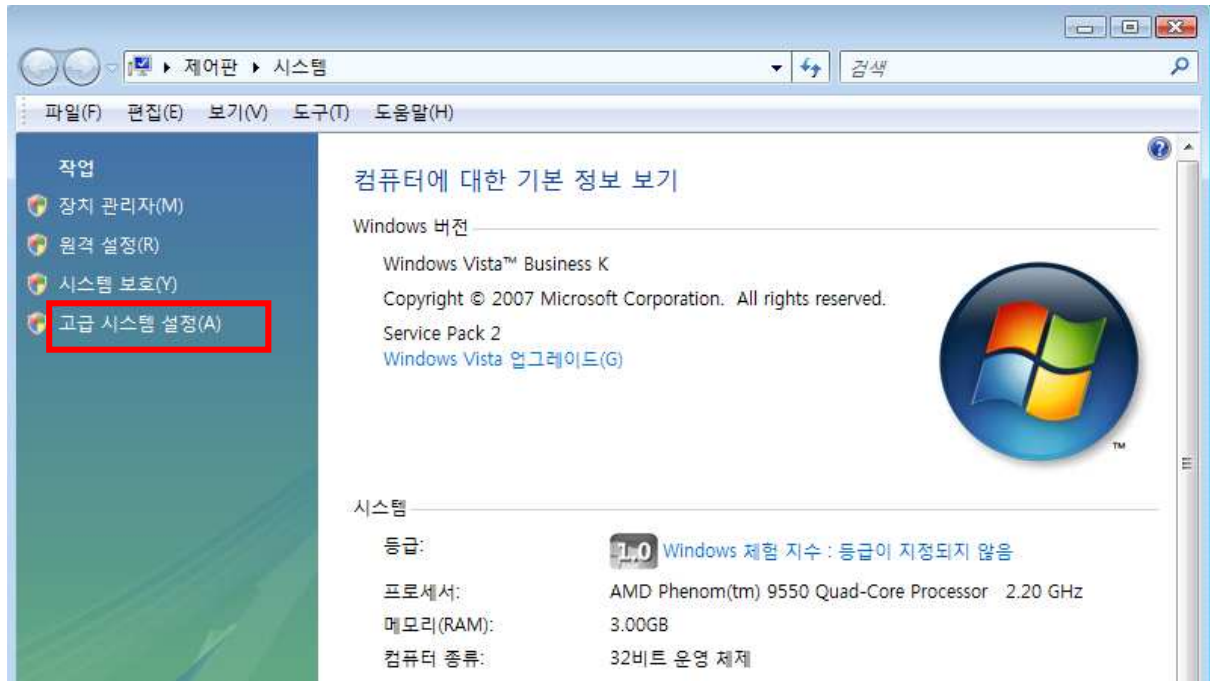 제어판 시스템
검색
파일(F) 편집(E) 보기(V) 도구(T) 도움말(H)
작업
장치 관리자(M)
원격 설정(R)
시스템 보호(Y)
고급 시스템 설정(A)
컴퓨터에 대한 기본 정보 보기
Windows 버전
Windows Vista™ Business K
Copyright © 2007 Microsoft Corporation. All rights reserved.
Service Pack 2
Windows Vista 업그레이드(G)
TM
시스템
등급: 1.0 Windows 체험 지수 : 등급이 지정되지 않음
프로세서: AMD Phenom(tm) 9550 Quad-Core Processor 2.20 GHz
메모리(RAM): 3.00GB
컴퓨터 종류: 32비트 운영 체제